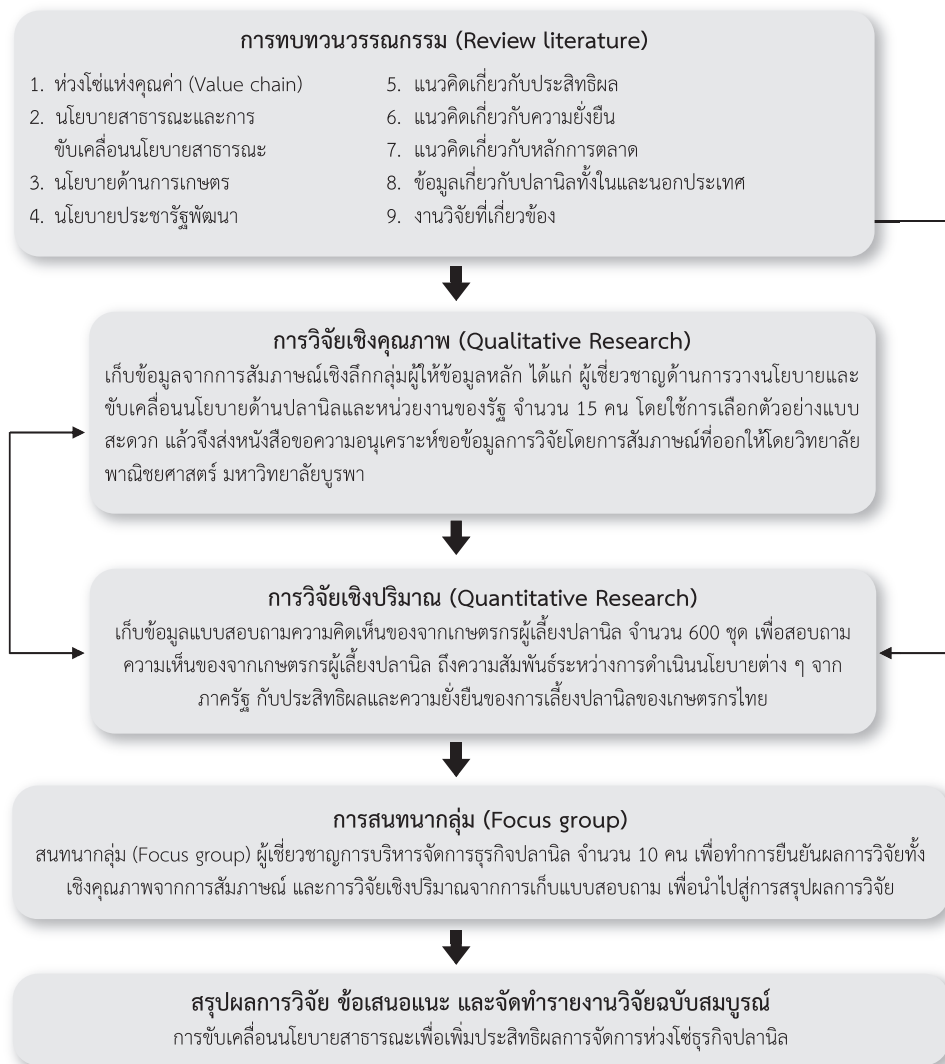 การทบทวนวรรณกรรม (Review literature)
1. ห่วงโซ่แห่งคุณค่า (Value chain)
2. นโยบายสาธารณะและการ
ขับเคลื่อนนโยบายสาธารณะ
3. นโยบายด้านการเกษตร
4. นโยบายประชารัฐพัฒนา
5. แนวคิดเกี่ยวกับประสิทธิผล
6. แนวคิดเกี่ยวกับความยั่งยืน
7. แนวคิดเกี่ยวกับหลักการตลาด
8. ข้อมูลเกี่ยวกับปลานิลทั้งในและนอกประเทศ
9. งานวิจัยที่เกี่ยวข้อง
การวิจัยเชิงคุณภาพ (Qualitative Research)
เก็บข้อมูลจากการสัมภาษณ์เชิงลึกกลุ่มผู้ให้ข้อมูลหลัก ได้แก่ ผู้เชี่ยวชาญด้านการวางนโยบายและ
ขับเคลื่อนนโยบายด้านปลานิลและหน่วยงานของรัฐ จำนวน 15 คน โดยใช้การเลือกตัวอย่างแบบ
สะดวก แล้วจึงส่งหนังสือขอความอนุเคราะห์ขอข้อมูลการวิจัยโดยการสัมภาษณ์ที่ออกให้โดยวิทยาลัย
พาณิชยศาสตร์ มหาวิทยาลัยบูรพา
การวิจัยเชิงปริมาณ (Quantitative Research)
เก็บข้อมูลแบบสอบถามความคิดเห็นของจากเกษตรกรผู้เลี้ยงปลานิล จำนวน 600 ชุด เพื่อสอบถาม
ความเห็นของจากเกษตรกรผู้เลี้ยงปลานิล ถึงความสัมพันธ์ระหว่างการดำเนินนโยบายต่าง ๆ จาก
ภาครัฐ กับประสิทธิผลและความยั่งยืนของการเลี้ยงปลานิลของเกษตรกรไทย
การสนทนากลุ่ม (Focus group)
สนทนากลุ่ม (Focus group) ผู้เชี่ยวชาญการบริหารจัดการธุรกิจปลานิล จำนวน 10 คน เพื่อทำการยืนยันผลการวิจัยทั้ง
เชิงคุณภาพจากการสัมภาษณ์ และการวิจัยเชิงปริมาณจากการเก็บแบบสอบถาม เพื่อนำไปสู่การสรุปผลการวิจัย
สรุปผลการวิจัย ข้อเสนอแนะ และจัดทำรายงานวิจัยฉบับสมบูรณ์
การขับเคลื่อนนโยบายสาธารณะเพื่อเพิ่มประสิทธิผลการจัดการห่วงโซ่ธุรกิจปลานิล